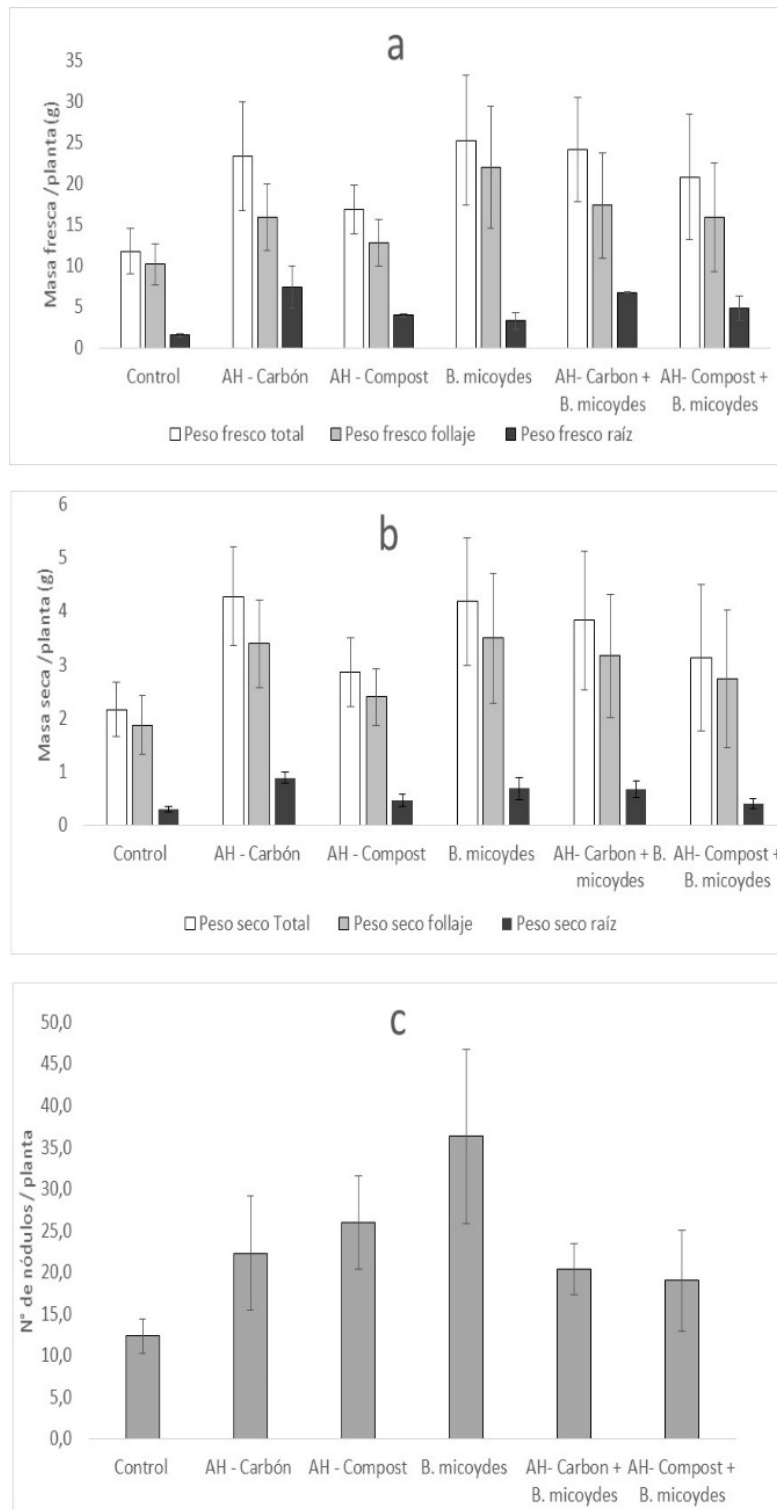 a
Masa fresca /planta (g)
35
30
25
20
15
10
5
0
Control
AH - Carbón
AH - Compost
B. micoydes
AH- Carbon +
B. micoydes
AH- Compost +
B. micoydes
Peso fresco total
Peso fresco follaje
Peso fresco raíz
b
Masa seca /planta (g)
6
5
4
3
2
1
0
Control
AH - Carbón
AH - Compost
B. micoydes
AH- Carbon + B.
micoydes
AH- Compost +
B. micoydes
Peso seco Total
Peso seco follaje
Peso seco raíz
c
N° de nódulos / planta
50,0
45,0
40,0
35,0
30,0
25,0
20,0
15,0
10,0
5,0
0,0
Control
AH - Carbón
AH - Compost
B. micoydes
AH- Carbon +
B. micoydes
AH- Compost +
B. micoydes